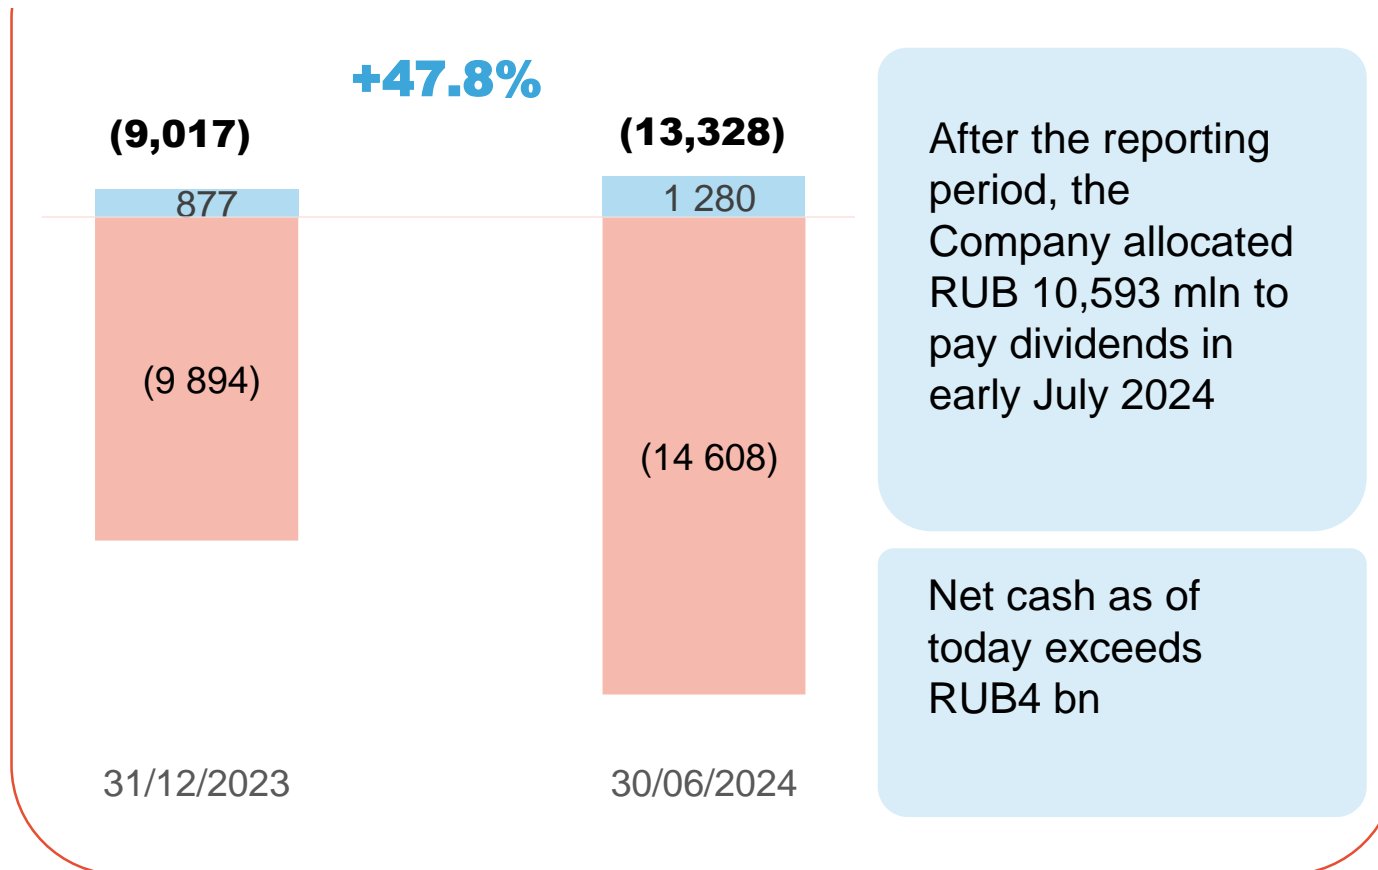 +47.8%
(9,017)
(13,328)
877
1 280
(9 894)
(14 608)
31/12/2023
30/06/2024
After the reporting
period, the
Company allocated
RUB 10,593 mln to
pay dividends in
early July 2024
Net cash as of
today exceeds
RUB4 bn